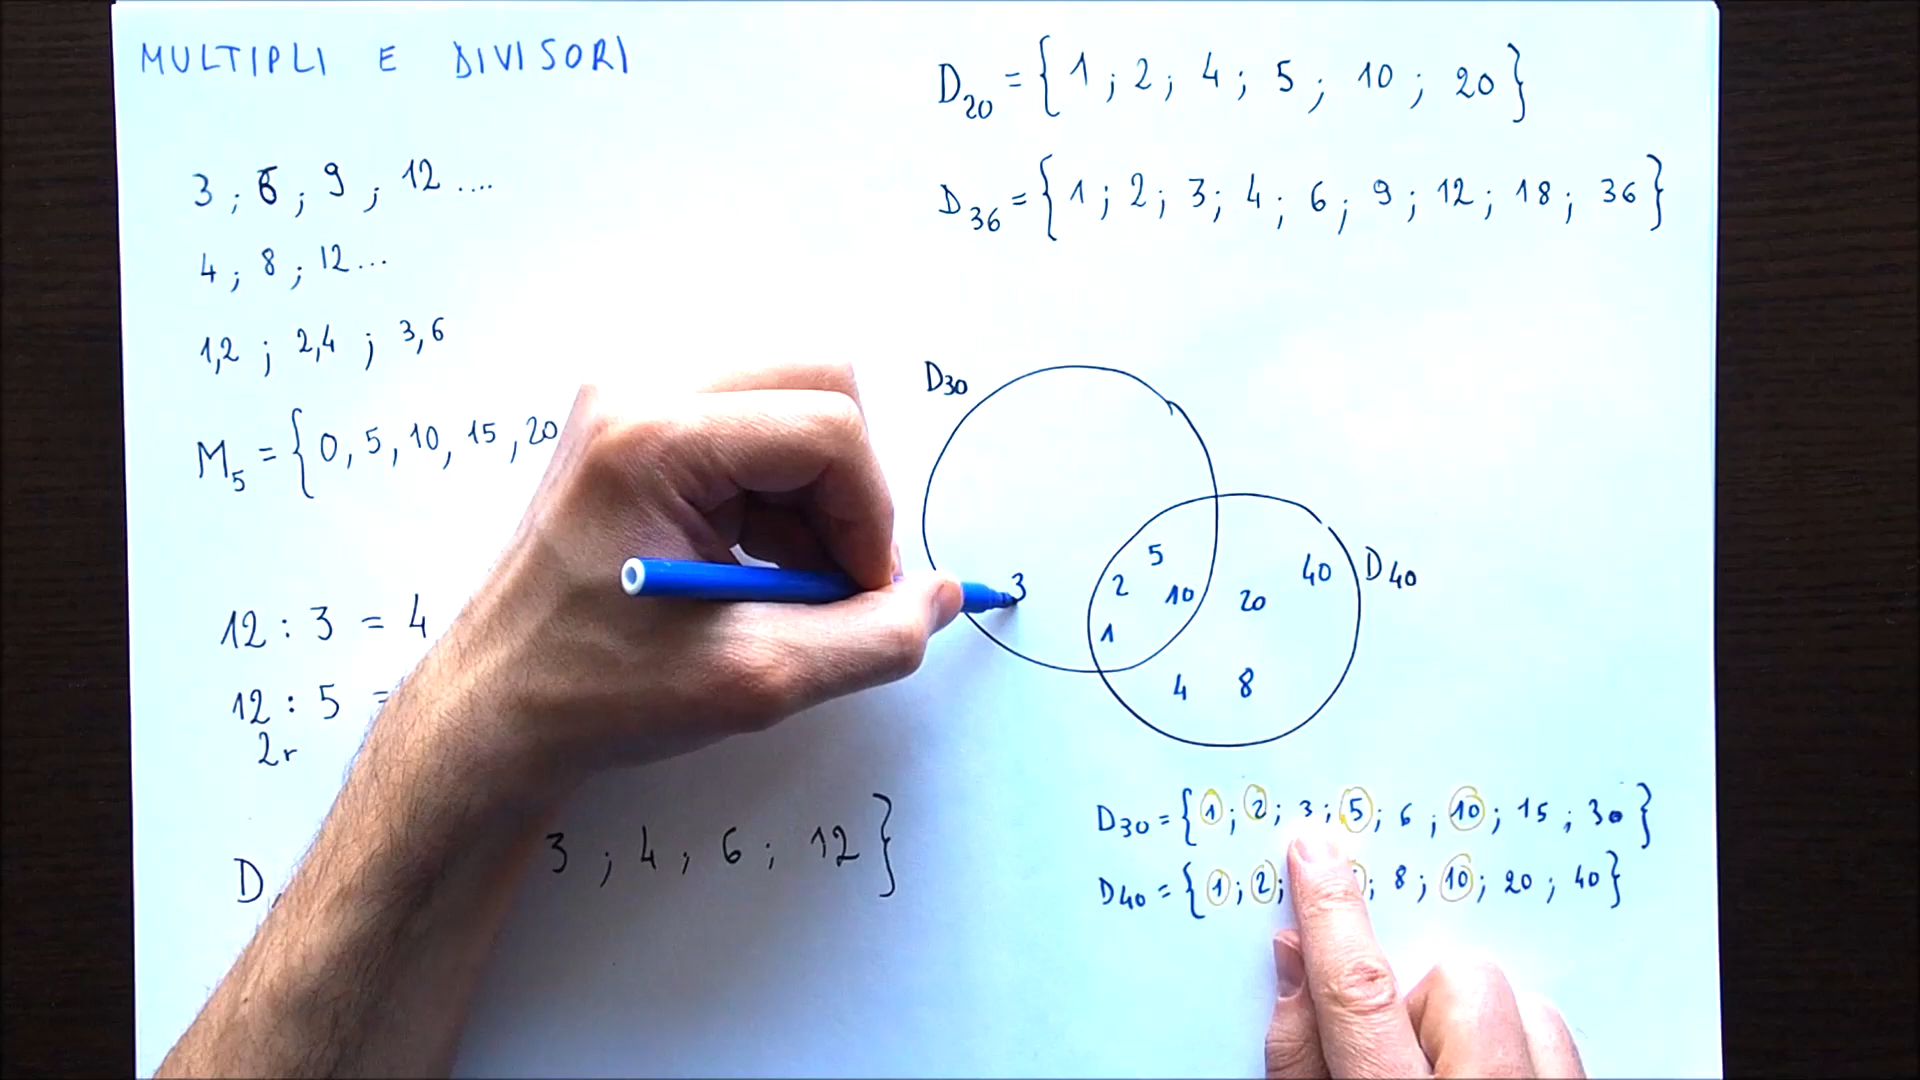 MULTIPLI E DIVISORI
3 ; 6 ; 9 ; 12 ....
4 ; 8 ; 12 ...
1,2 ; 2,4 ; 3,6
M5 = { 0, 5, 10, 15, 20
12 : 3 = 4
12 : 5 =
2r
D
3 ; 4 ; 6 ; 12 }
D20 = { 1 ; 2 ; 4 ; 5 ; 10 ; 20 }
D36 = { 1 ; 2 ; 3 ; 4 ; 6 ; 9 ; 12 ; 18 ; 36 }
D30
5
40 D40
3
2 10 20
1
4 8
D30 = { 1 ; 2 ; 3 ; 5 ; 6 ; 10 ; 15 ; 30 }
D40 = { 1 ; 2 ; ; 8 ; 10 ; 20 ; 40 }